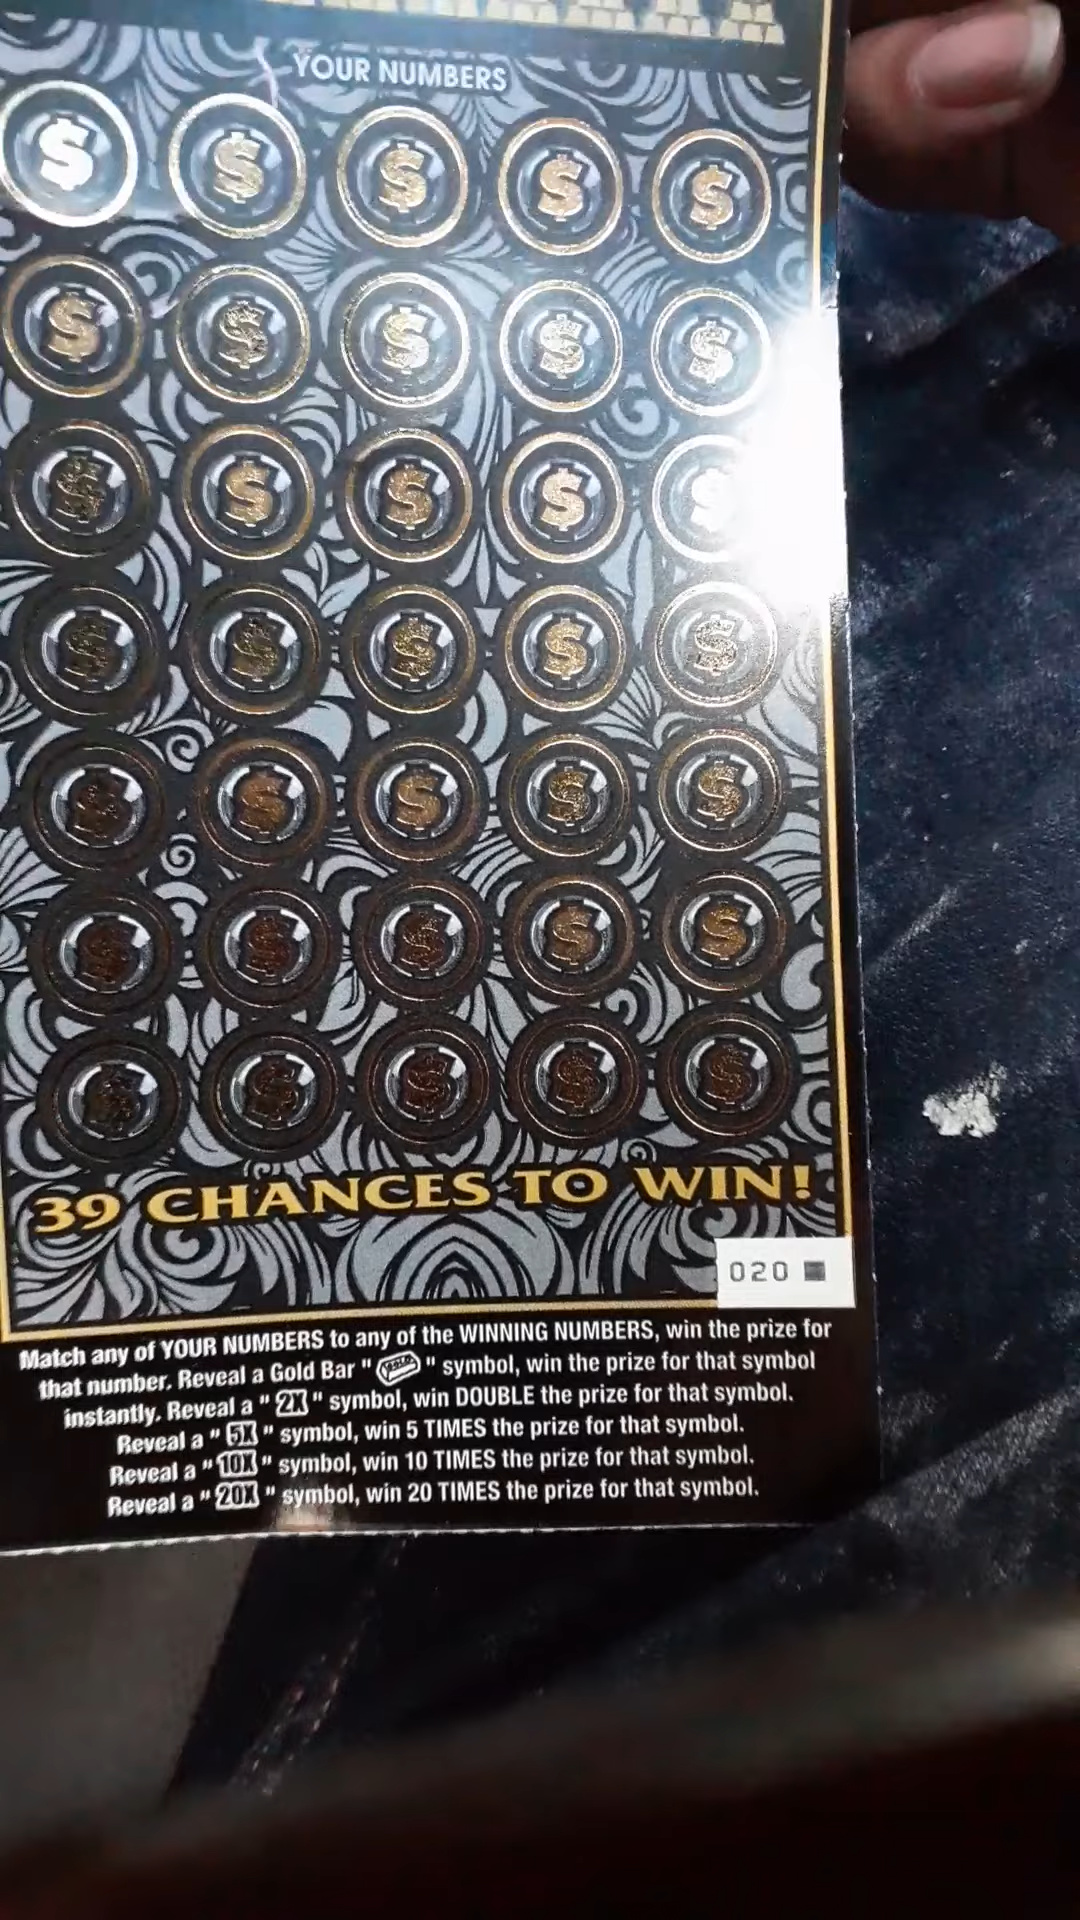 YOUR NUMBERS
$ $ $ $ $
$ $ $ $ $
$ $ $ $ $
$ $ $ $ $
$ $ $ $ $
$ $ $ $ $
$ $ $ $ $
39 CHANCES TO WIN!
020
Match any of YOUR NUMBERS to any of the WINNING NUMBERS, win the prize for
that number. Reveal a Gold Bar " GOLD " symbol, win the prize for that symbol
instantly. Reveal a " 2X " symbol, win DOUBLE the prize for that symbol.
Reveal a " 5X " symbol, win 5 TIMES the prize for that symbol.
Reveal a " 10X " symbol, win 10 TIMES the prize for that symbol.
Reveal a " 20X " symbol, win 20 TIMES the prize for that symbol.